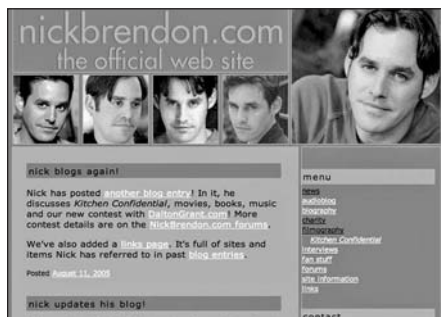 nickbrendon.com
the official web site
nick blogs again!
Nick has posted another blog entry! In it, he
discusses Kitchen Confidential, movies, books, music
and our new contest with DaltonGrant.com! More
contest details are on the NickBrendon.com forums.
We've also added a links page. It's full of sites and
items Nick has referred to in past blog entries.
Posted August 11, 2005
nick updates his blog!
menu
news
audioblog
biography
charity
filmography
Kitchen Confidential
interviews
fan stuff
forums
site information
links
contact